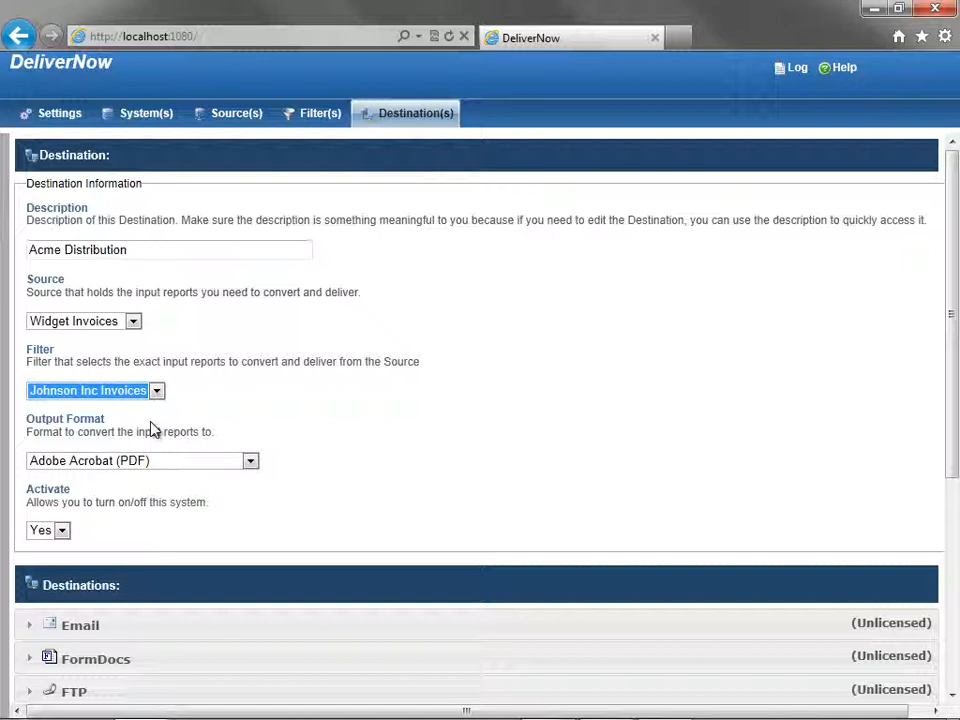 http://localhost:1080/
DeliverNow
DeliverNow
Log
Help
Settings
System(s)
Source(s)
Filter(s)
Destination(s)
Destination:
Destination Information
Description
Description of this Destination. Make sure the description is something meaningful to you because if you need to edit the Destination, you can use the description to quickly access it.
Acme Distribution
Source
Source that holds the input reports you need to convert and deliver.
Widget Invoices
Filter
Filter that selects the exact input reports to convert and deliver from the Source
Johnson Inc Invoices
Output Format
Format to convert the input reports to.
Adobe Acrobat (PDF)
Activate
Allows you to turn on/off this system.
Yes
Destinations:
Email (Unlicensed)
FormDocs (Unlicensed)
FTP (Unlicensed)